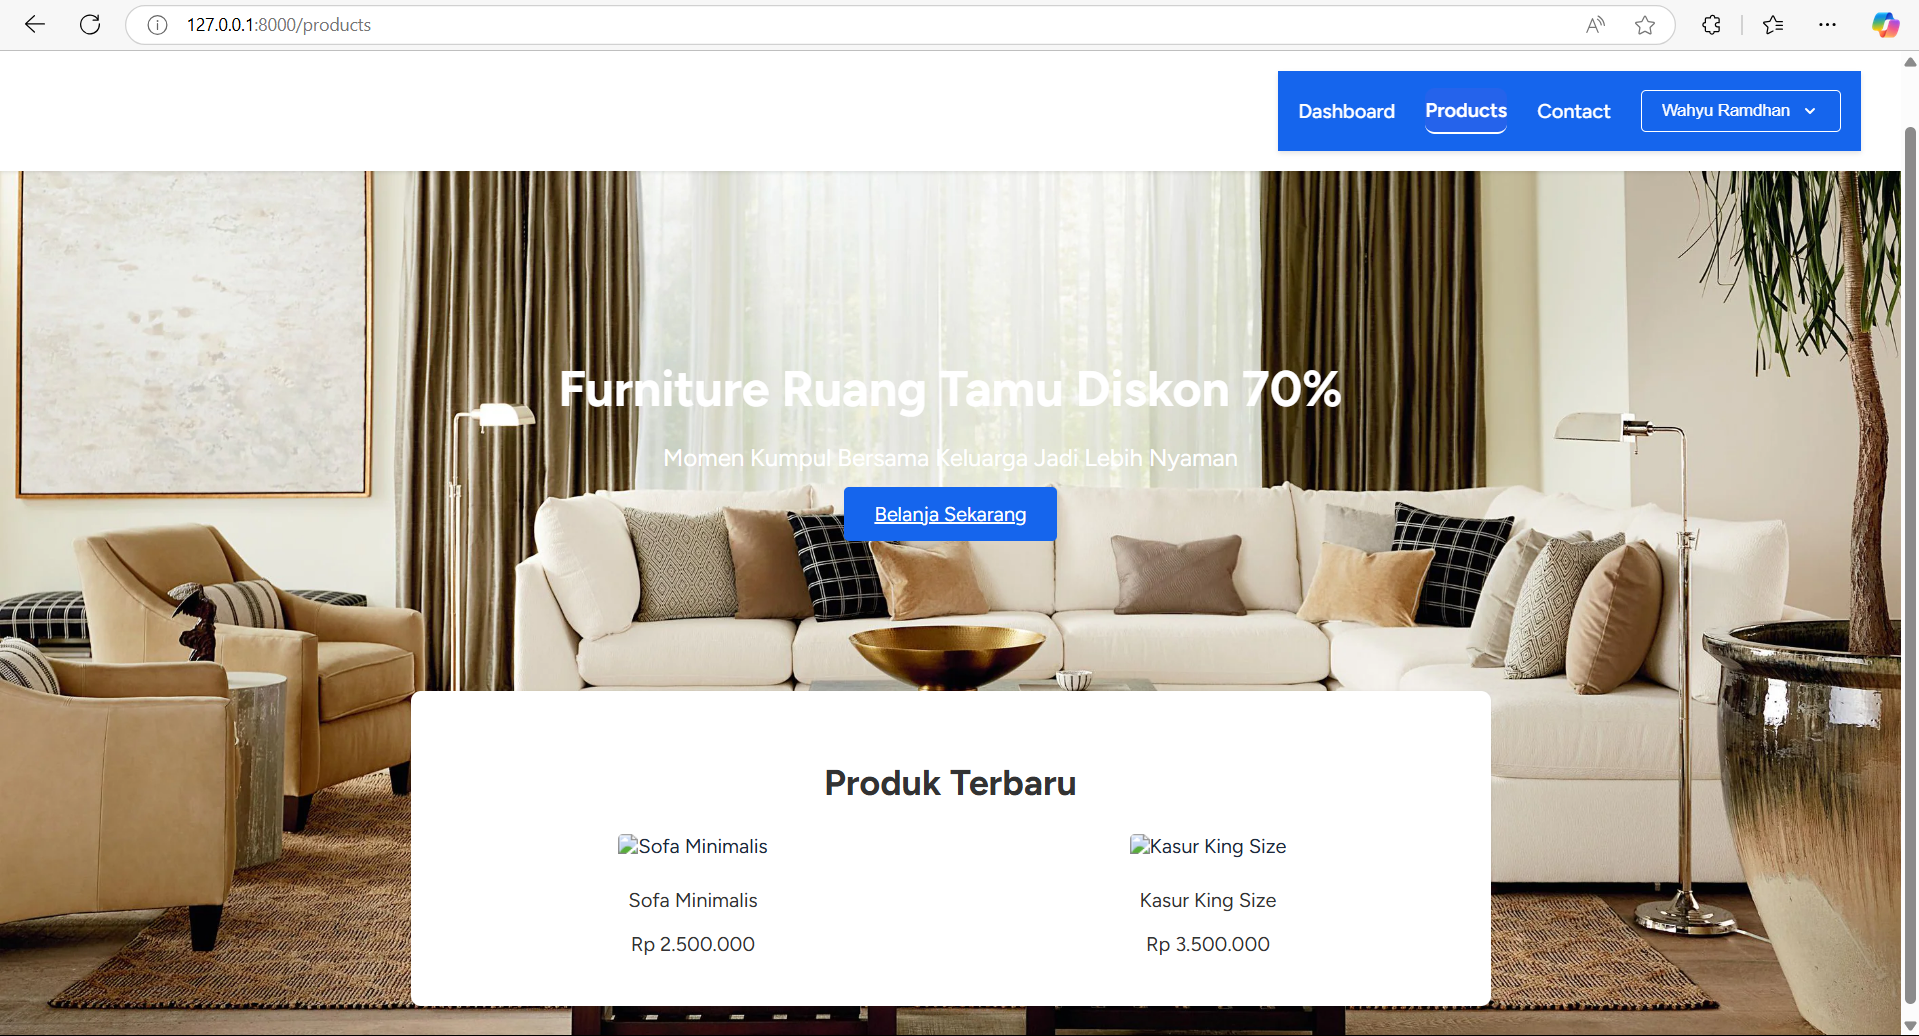 127.0.0.1:8000/products
Dashboard Products Contact Wahyu Ramdhan
Furniture Ruang Tamu Diskon 70%
Momen Kumpul Bersama Keluarga Jadi Lebih Nyaman
Belanja Sekarang
Produk Terbaru
Sofa Minimalis Kasur King Size
Sofa Minimalis Kasur King Size
Rp 2.500.000 Rp 3.500.000